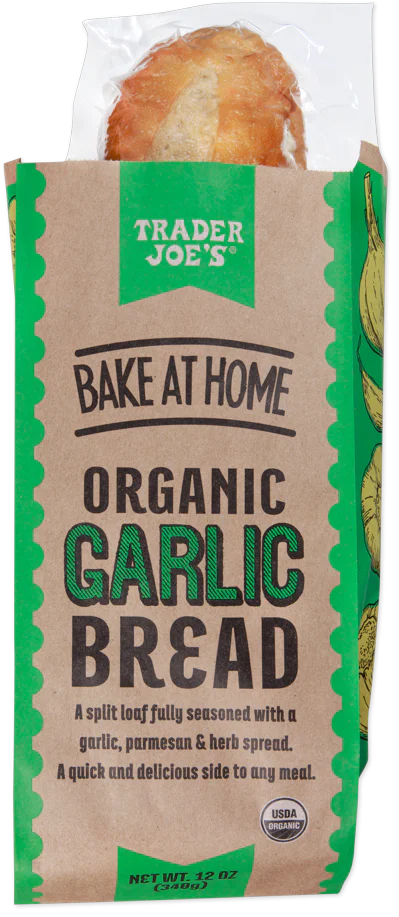 TRADER
JOE'S®
BAKE AT HOME
ORGANIC
GARLIC
BREAD
A split loaf fully seasoned with a
garlic, parmesan & herb spread.
A quick and delicious side to any meal.
USDA
ORGANIC
NET WT. 12 OZ
(340g)